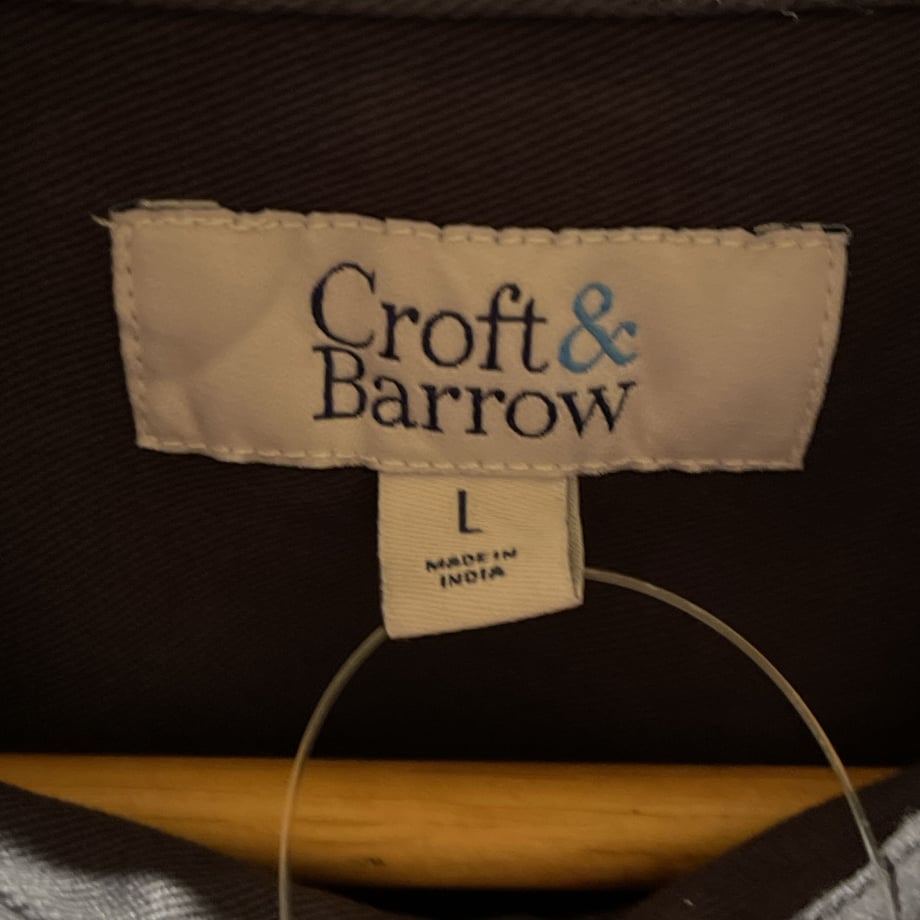 Croft &
Barrow
L
MADE IN
INDIA